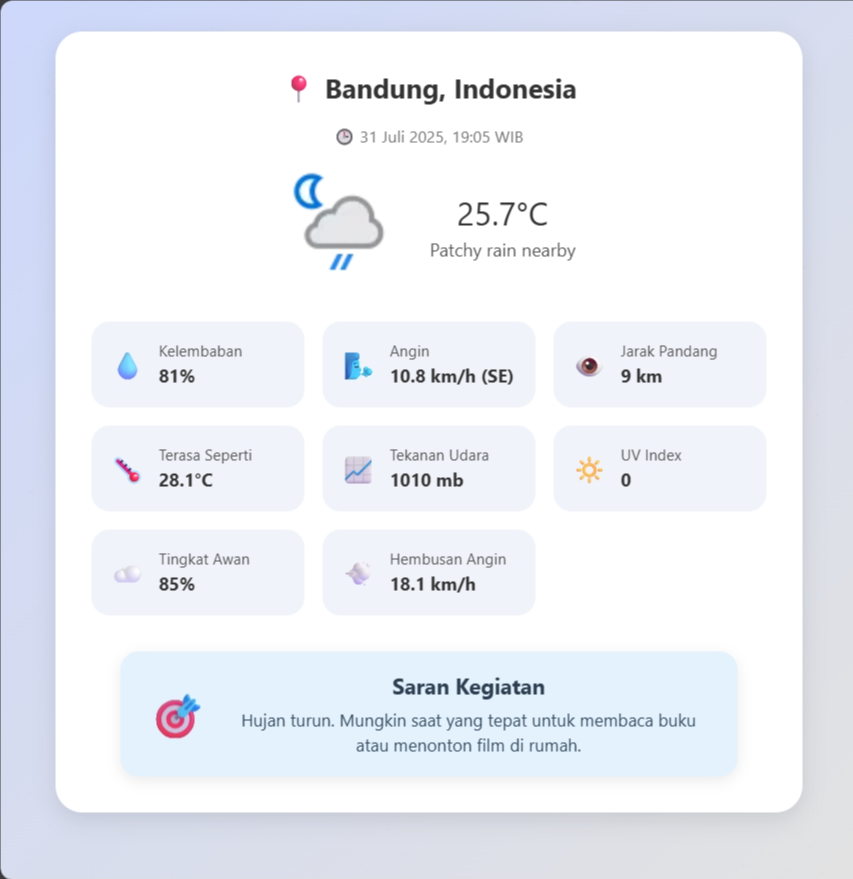 Bandung, Indonesia
31 Juli 2025, 19:05 WIB
25.7°C
Patchy rain nearby
Kelembaban
81%
Angin
10.8 km/h (SE)
Jarak Pandang
9 km
Terasa Seperti
28.1°C
Tekanan Udara
1010 mb
UV Index
0
Tingkat Awan
85%
Hembusan Angin
18.1 km/h
Saran Kegiatan
Hujan turun. Mungkin saat yang tepat untuk membaca buku
atau menonton film di rumah.